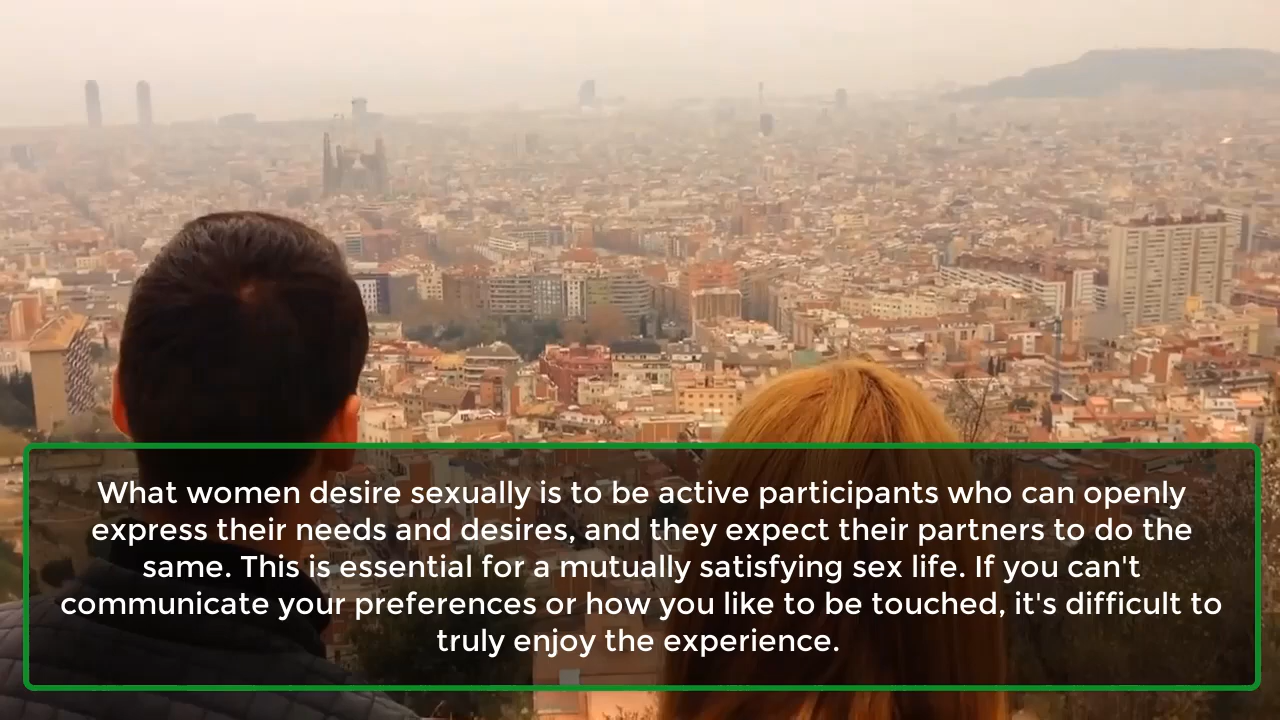 What women desire sexually is to be active participants who can openly
express their needs and desires, and they expect their partners to do the
same. This is essential for a mutually satisfying sex life. If you can't
communicate your preferences or how you like to be touched, it's difficult to
truly enjoy the experience.